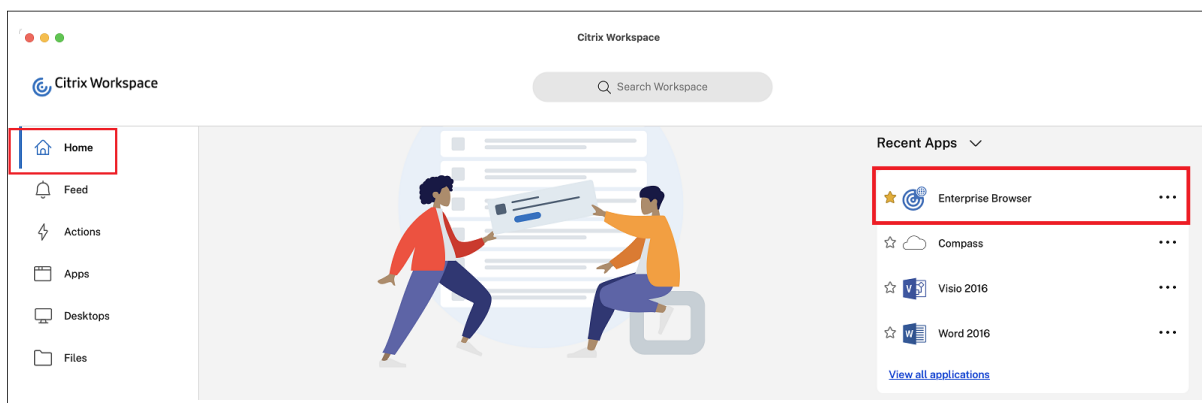 Citrix Workspace
Citrix Workspace
Search Workspace
Home
Feed
Actions
Apps
Desktops
Files
Recent Apps
Enterprise Browser
Compass
Visio 2016
Word 2016
View all applications